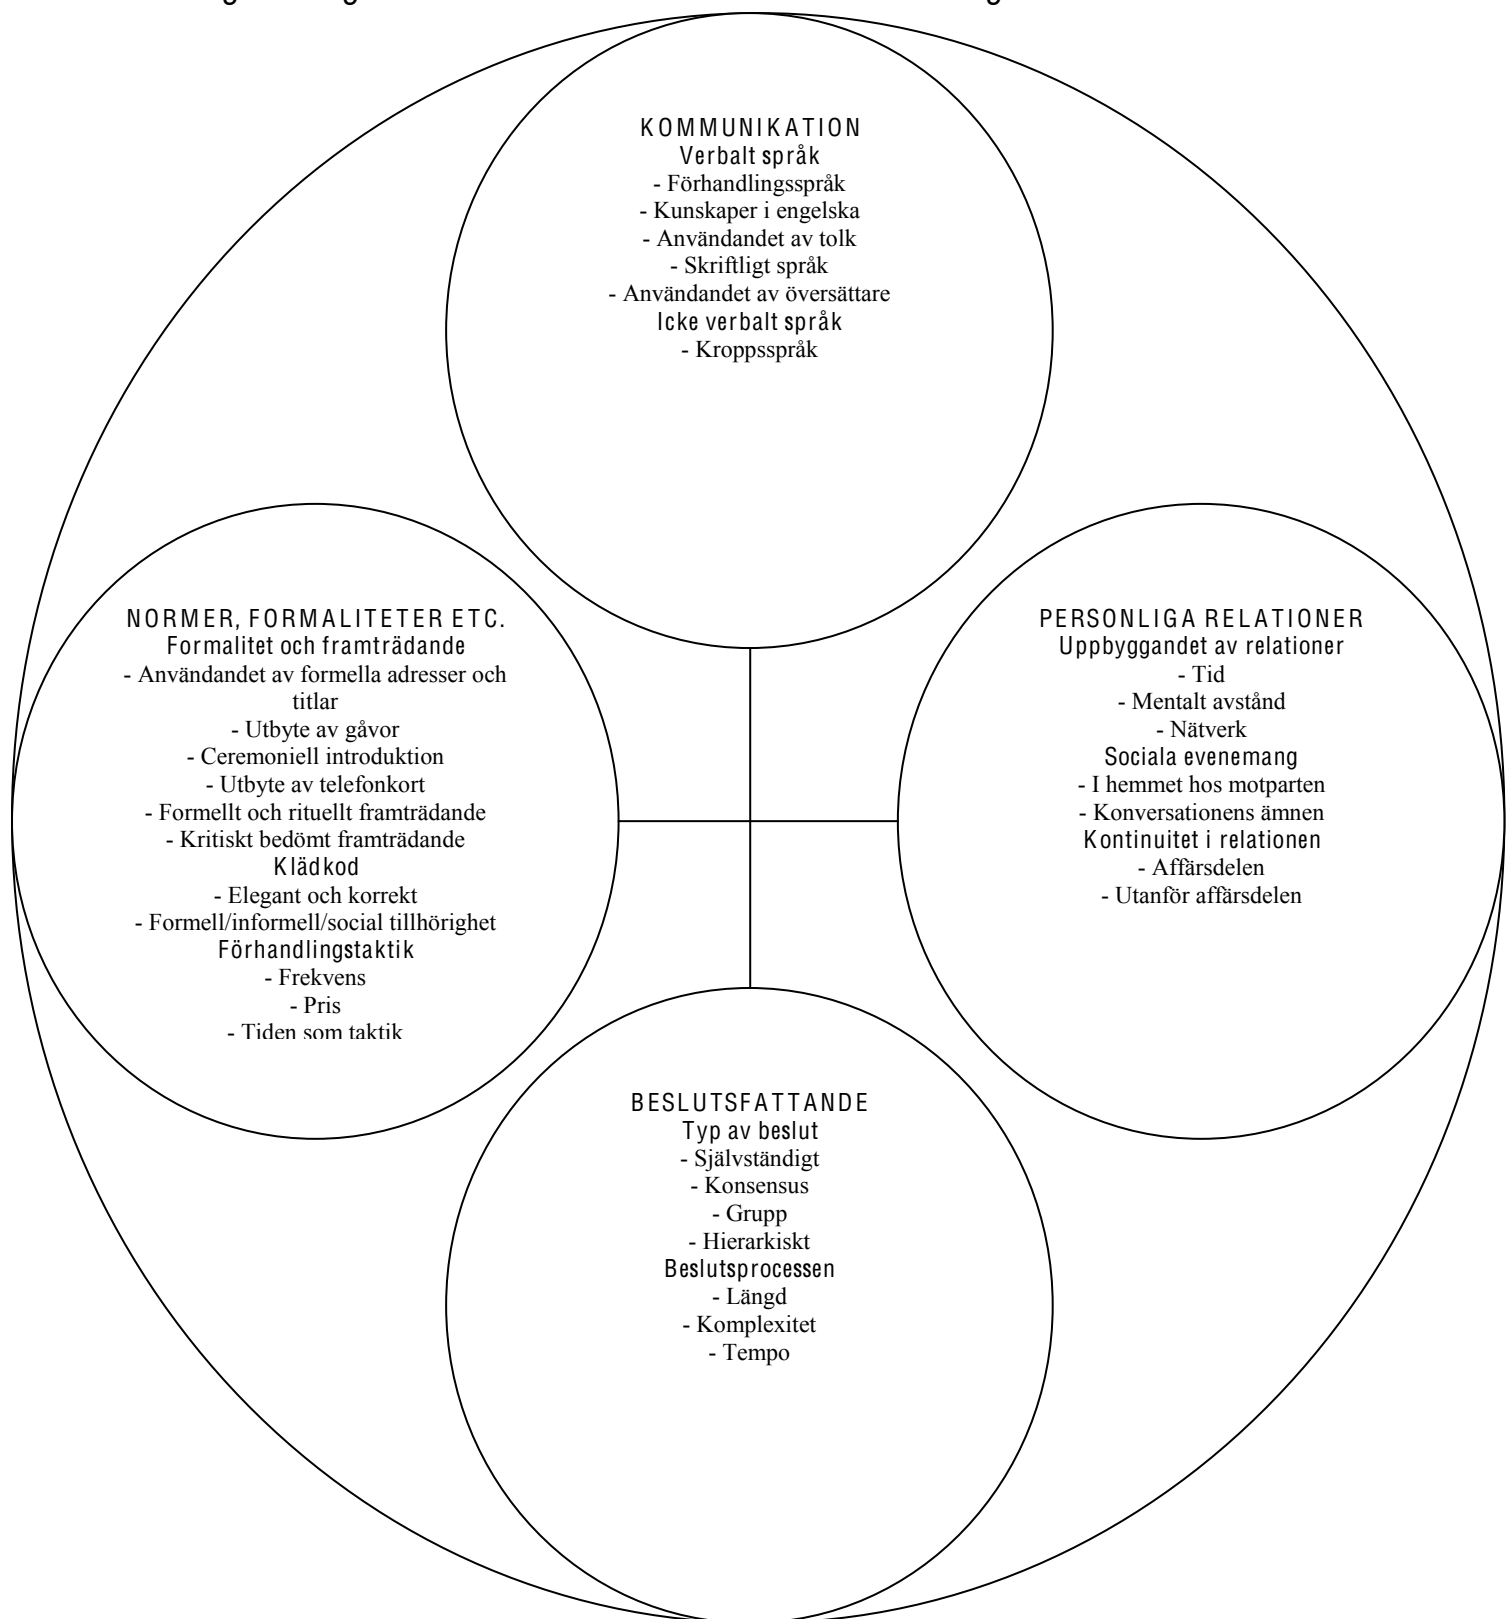 KOMMUNIKATION
Verbalt språk
- Förhandlingsspråk
- Kunskaper i engelska
- Användandet av tolk
- Skriftligt språk
- Användandet av översättare
Icke verbalt språk
- Kroppsspråk
NORMER, FORMALITETER ETC.
Formalitet och framträdande
- Användandet av formella adresser och
titlar
- Utbyte av gåvor
- Ceremoniell introduktion
- Utbyte av telefonkort
- Formellt och rituellt framträdande
- Kritiskt bedömt framträdande
Klädkod
- Elegant och korrekt
- Formell/informell/social tillhörighet
Förhandlingstaktik
- Frekvens
- Pris
- Tiden som taktik
PERSONLIGA RELATIONER
Uppbyggandet av relationer
- Tid
- Mentalt avstånd
- Nätverk
Sociala evenemang
- I hemmet hos motparten
- Konversationens ämnen
Kontinuitet i relationen
- Affärsdelen
- Utanför affärsdelen
BESLUTSFATTANDE
Typ av beslut
- Självständigt
- Konsensus
- Grupp
- Hierarkiskt
Beslutsprocessen
- Längd
- Komplexitet
- Tempo